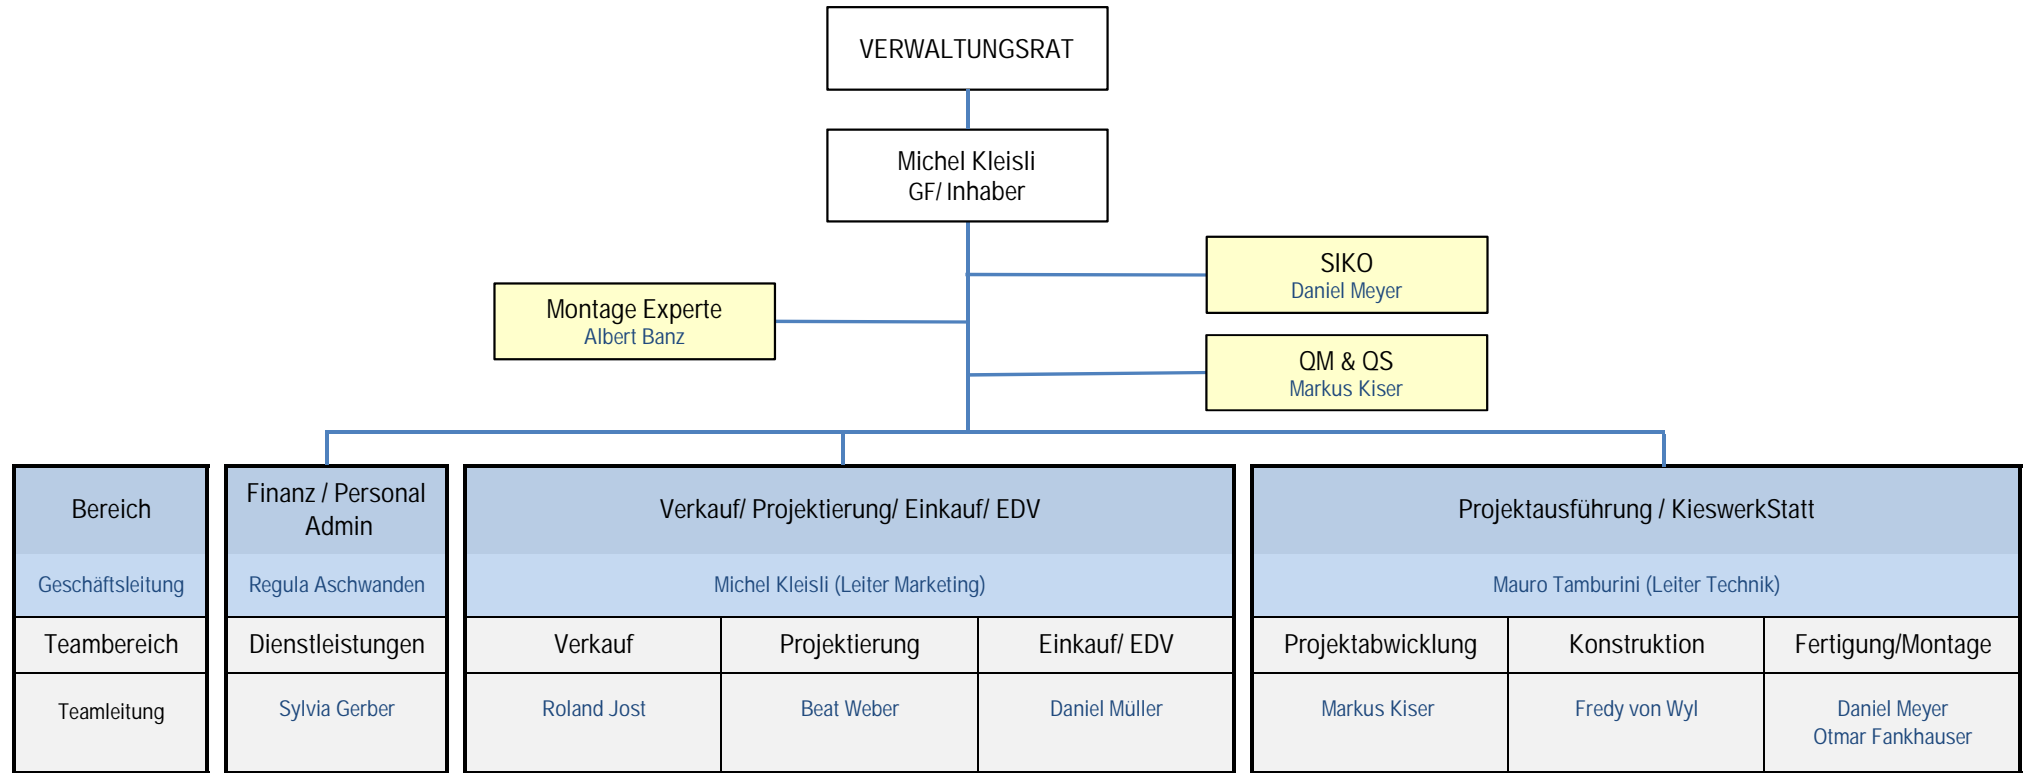 VERWALTUNGSRAT
Michel Kleisli
GF/ Inhaber
SIKO
Daniel Meyer
Montage Experte
Albert Banz
QM & QS
Markus Kiser
Bereich
Finanz / Personal
Admin
Verkauf/ Projektierung/ Einkauf/ EDV
Projektausführung / KieswerkStatt
Geschäftsleitung
Regula Aschwanden
Michel Kleisli (Leiter Marketing)
Mauro Tamburini (Leiter Technik)
Teambereich
Dienstleistungen
Verkauf
Projektierung
Einkauf/ EDV
Projektabwicklung
Konstruktion
Fertigung/Montage
Teamleitung
Sylvia Gerber
Roland Jost
Beat Weber
Daniel Müller
Markus Kiser
Fredy von Wyl
Daniel Meyer
Otmar Fankhauser